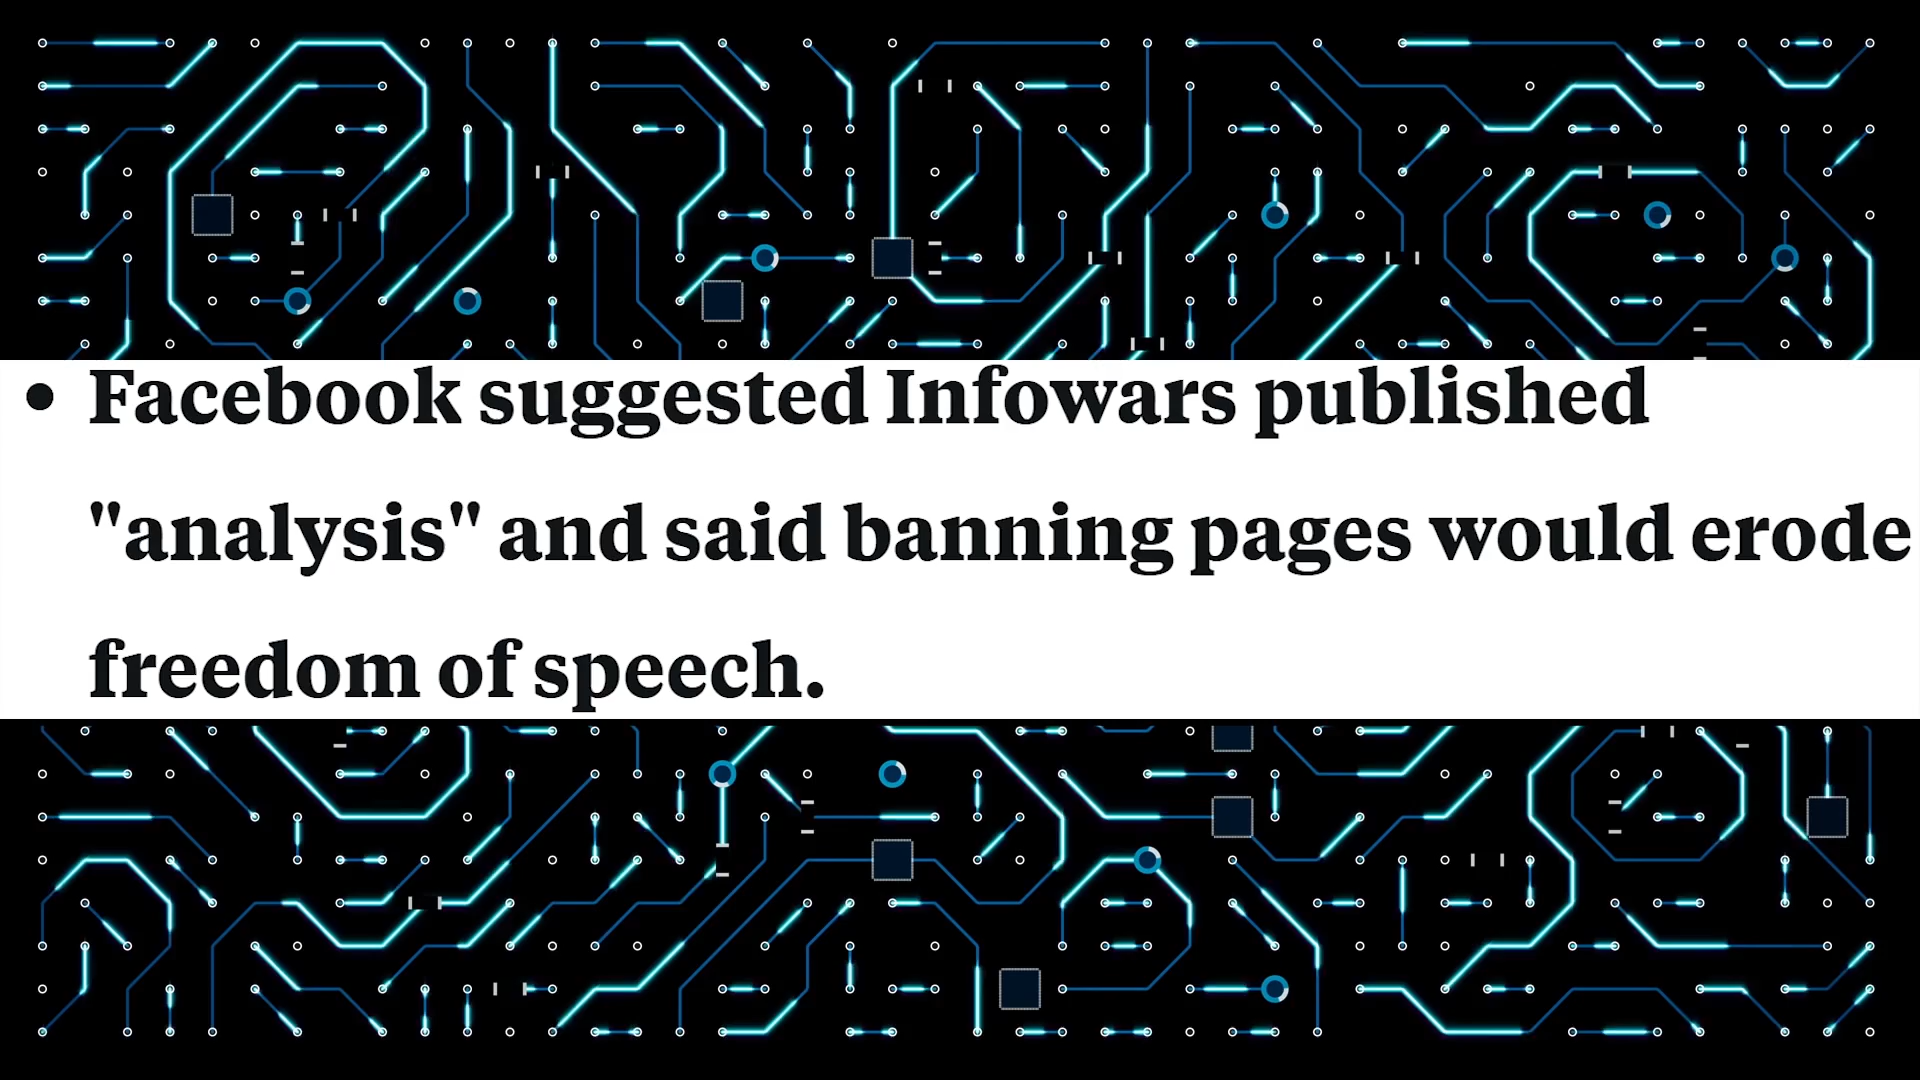 • Facebook suggested Infowars published
"analysis" and said banning pages would erode
freedom of speech.